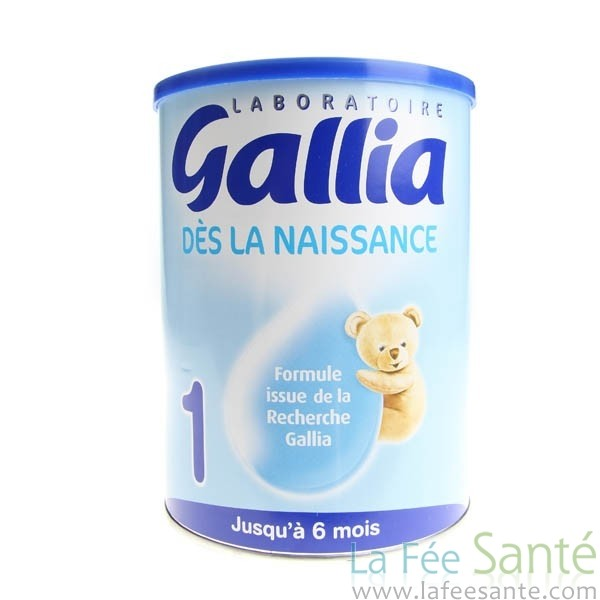 LABORATOIRE
Gallia
DÈS LA NAISSANCE
Formule
issue de la
Recherche
Gallia
1
Jusqu'à 6 mois
La Fée Santé
www.lafeesante.com